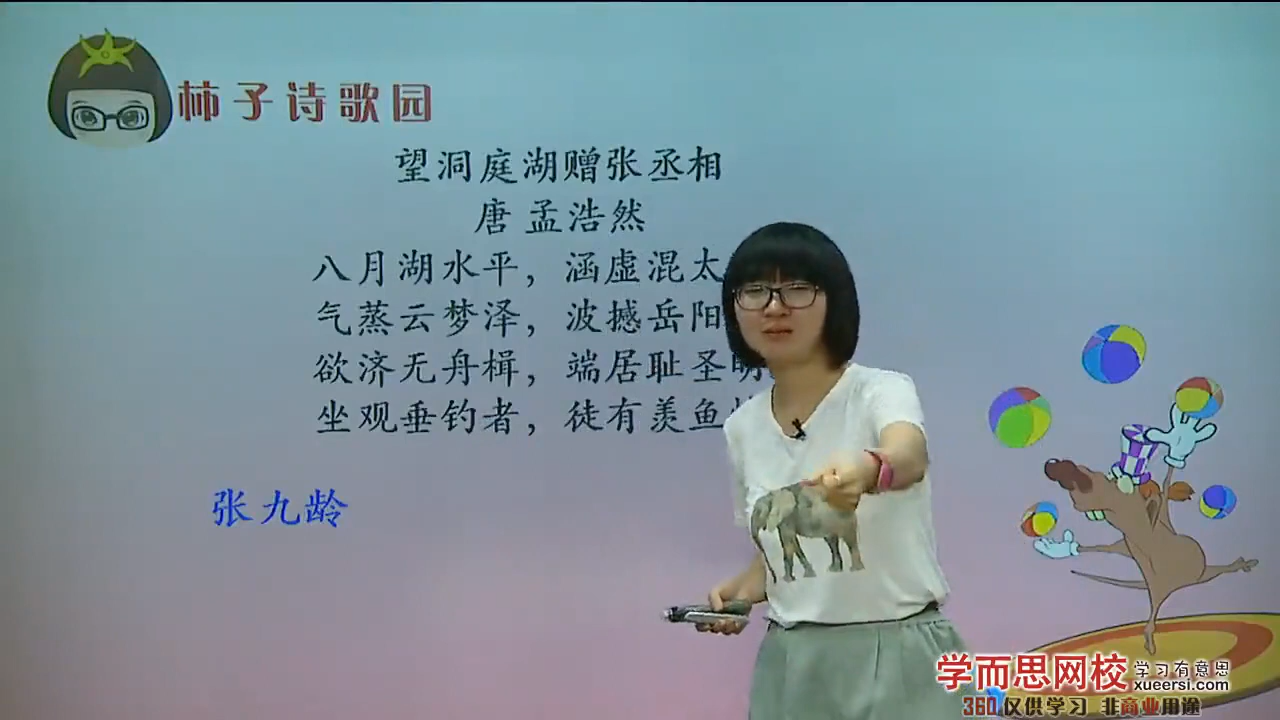 柿子诗歌园
望洞庭湖赠张丞相
唐 孟浩然
八月湖水平，涵虚混太
气蒸云梦泽，波撼岳阳
欲济无舟楫，端居耻圣明
坐观垂钓者，徒有羡鱼
张九龄
学而思网校 学习有意思
xueersi.com
360 仅供学习 非商业用途